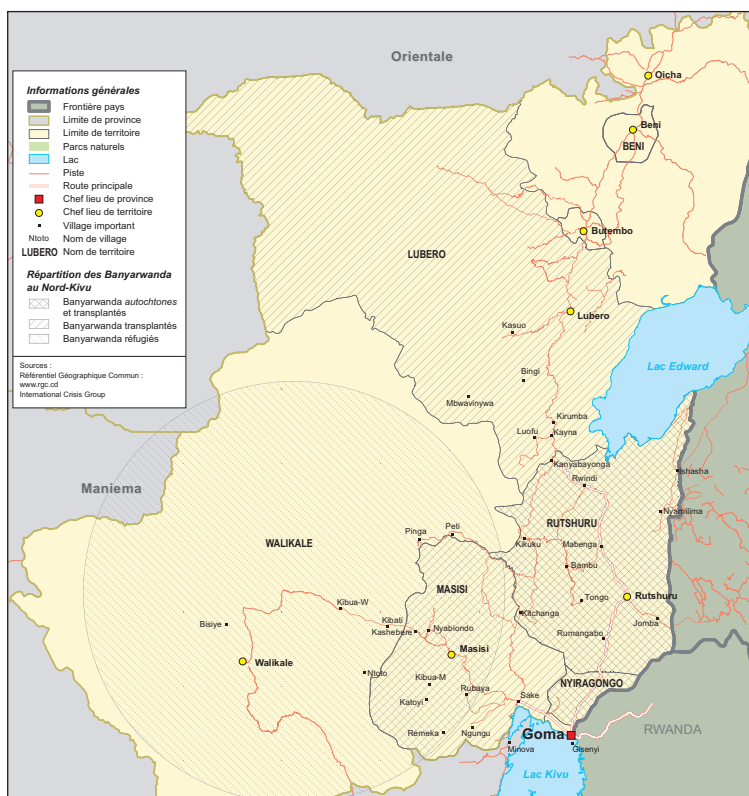 Orientale
Oicha
Beni
BENI
Informations générales
Frontière pays
Limite de province
Limite de territoire
Parcs naturels
Lac
Piste
Route principale
Chef lieu de province
Chef lieu de territoire
Village important
Ntoto Nom de village
LUBERO Nom de territoire
Répartition des Banyarwanda
au Nord-Kivu
Banyarwanda autochtones
et transplantés
Banyarwanda transplantés
Banyarwanda réfugiés
Sources :
Référentiel Géographique Commun :
www.rgc.cd
International Crisis Group
Butembo
LUBERO
Lubero
Kasuo
Lac Edward
Bingi
Mbwavinywa
Kirumba
Luofu
Kayna
Kanyabayonga
Ishasha
Maniema
Rwindi
Nyamilima
RUTSHURU
Peti
Pinga
WALIKALE
Kikuku
Mabenga
Bambu
MASISI
Kibua-W
Tongo
Rutshuru
Kitchanga
Bisiye
Kibati
Kashebere
Nyabiondo
Jomba
Rumangabo
Masisi
Walikale
Ntoto
Kibua-M
NYIRAGONGO
Rubaya
Katoyi
Sake
Remeka
Ngungu
Goma
RWANDA
Minova
Gisenyi
Lac Kivu